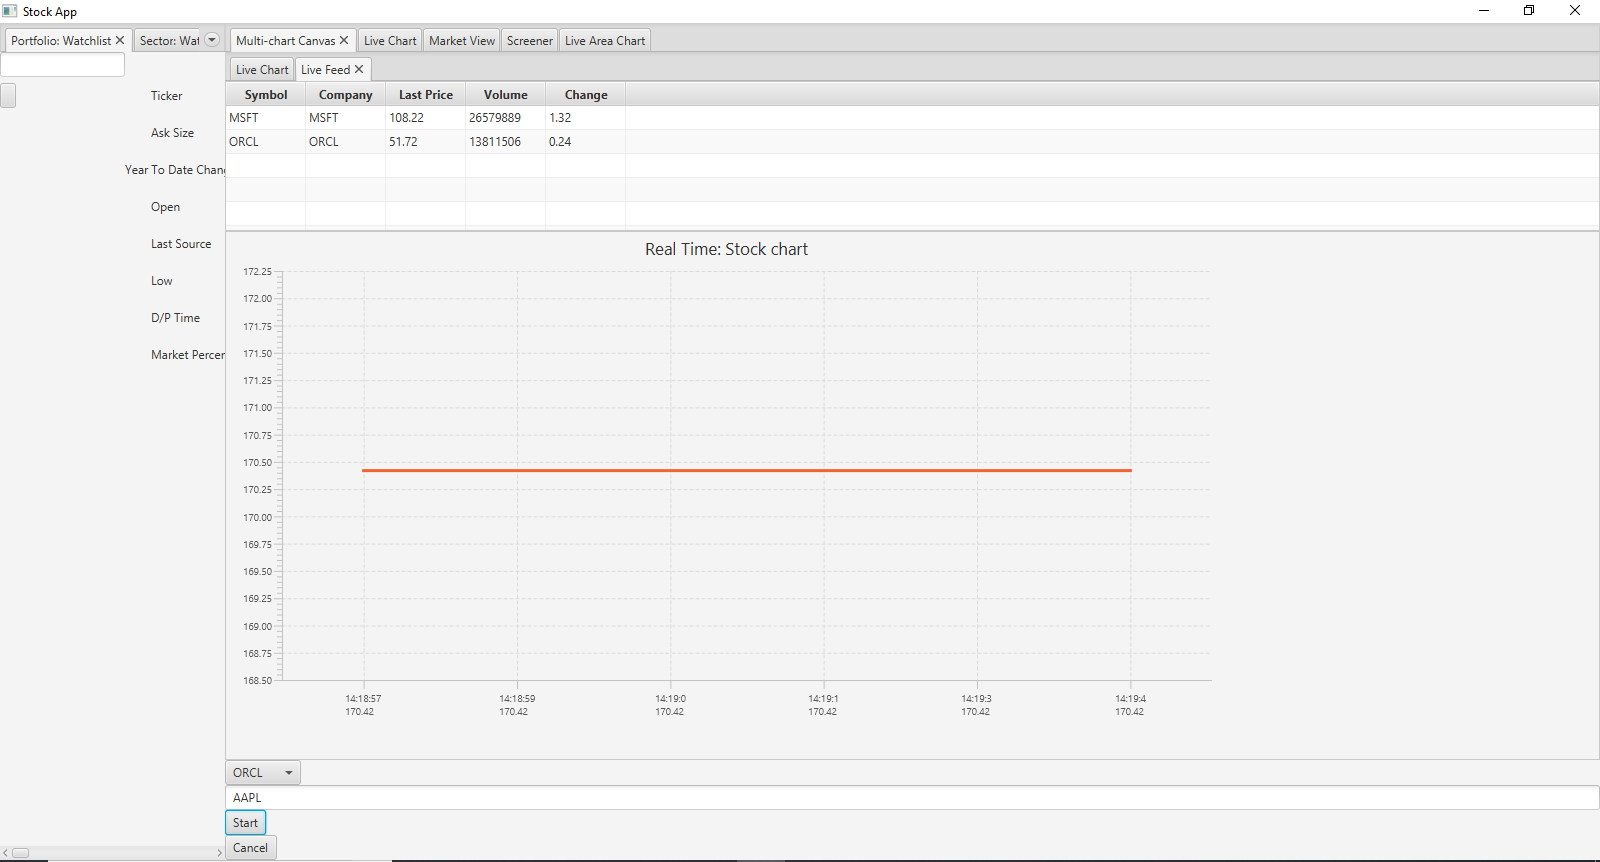 Stock App
Portfolio: Watchlist Sector: Wat
Multi-chart Canvas Live Chart Market View Screener Live Area Chart
Live Chart Live Feed
Ticker
Ask Size
Year To Date Chang
Open
Last Source
Low
D/P Time
Market Percer
Symbol Company Last Price Volume Change
MSFT MSFT 108.22 26579889 1.32
ORCL ORCL 51.72 13811506 0.24
Real Time: Stock chart
172.25
172.00
171.75
171.50
171.25
171.00
170.75
170.50
170.25
170.00
169.75
169.50
169.25
169.00
168.75
168.50
14:18:57 14:18:59 14:19:0 14:19:1 14:19:3 14:19:4
170.42 170.42 170.42 170.42 170.42 170.42
ORCL
AAPL
Start
Cancel